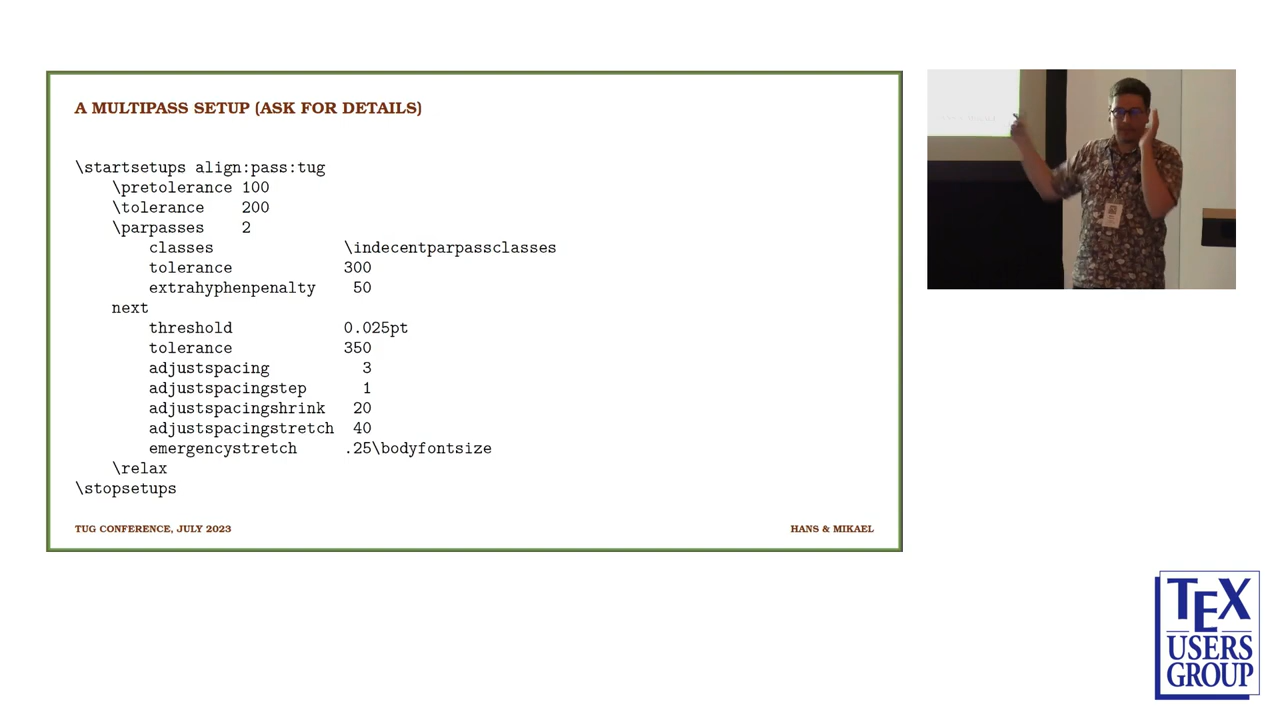 A MULTIPASS SETUP (ASK FOR DETAILS)
\startsetups align:pass:tug
\pretolerance 100
\tolerance 200
\parpasses 2
classes \indecentparpassclasses
tolerance 300
extrahyphenpenalty 50
next
threshold 0.025pt
tolerance 350
adjustspacing 3
adjustspacingstep 1
adjustspacingshrink 20
adjustspacingstretch 40
emergencystretch .25\bodyfontsize
\relax
\stopsetups
TUG CONFERENCE, JULY 2023 HANS & MIKAEL
TEX
USERS
GROUP